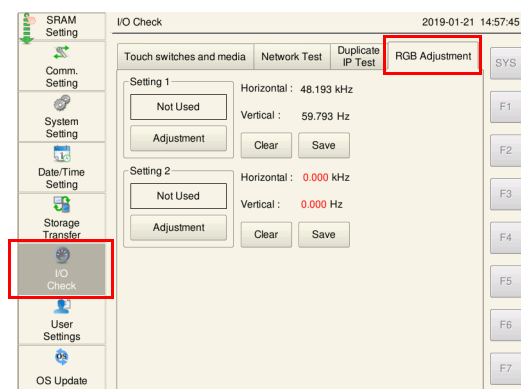 SRAM
Setting
I/O Check
2019-01-21 14:57:45
Comm.
Setting
System
Setting
16
Date/Time
Setting
Storage
Transfer
I/O
Check
User
Settings
OS
OS Update
Touch switches and media
Network Test
Duplicate
IP Test
RGB Adjustment
Setting 1
Not Used
Adjustment
Horizontal : 48.193 kHz
Vertical : 59.793 Hz
Clear
Save
Setting 2
Not Used
Adjustment
Horizontal : 0.000 kHz
Vertical : 0.000 Hz
Clear
Save
SYS
F1
F2
F3
F4
F5
F6
F7